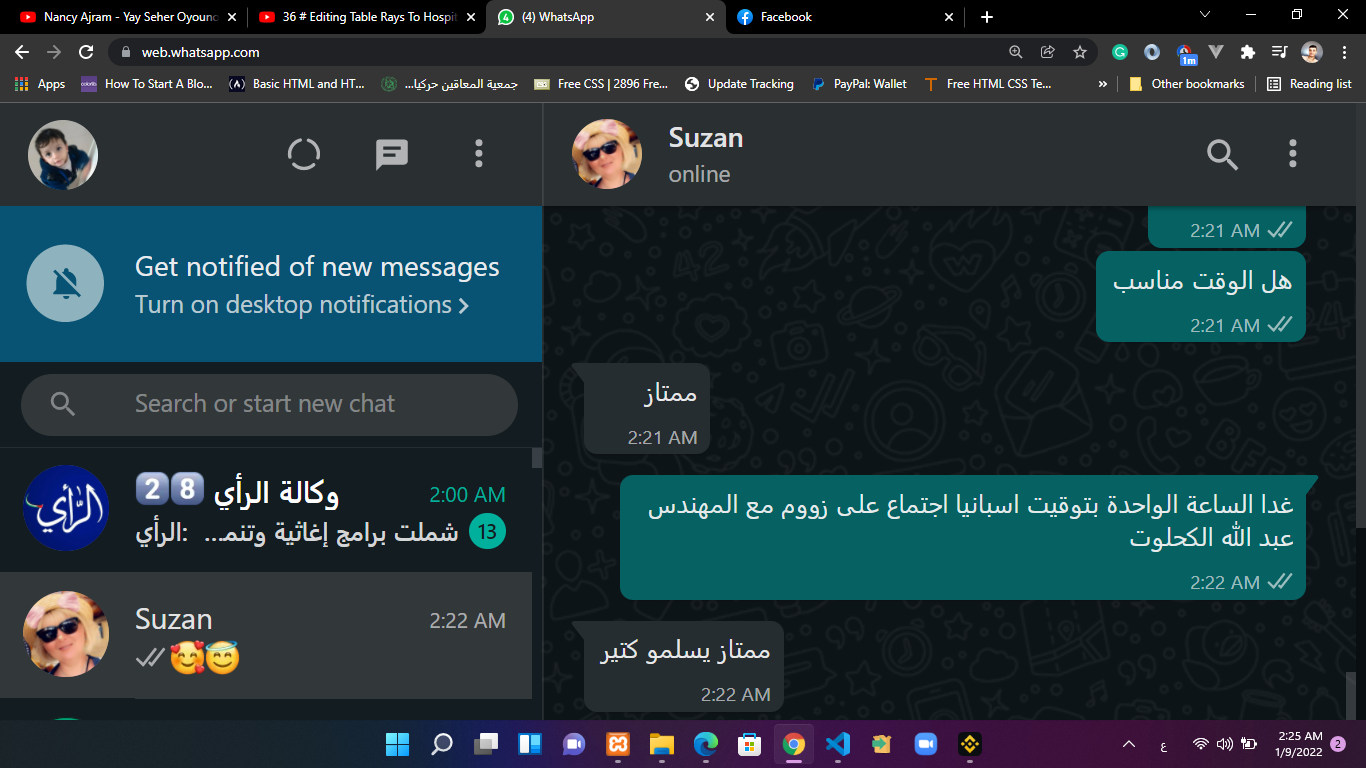 Nancy Ajram - Yay Seher Oyouno
36 # Editing Table Rays To Hospit
(4) WhatsApp
Facebook
web.whatsapp.com
1m
Apps
How To Start A Blo...
Basic HTML and HT...
جمعية المعاقين حركيا...
Free CSS | 2896 Fre...
Update Tracking
PayPal: Wallet
Free HTML CSS Te...
»
Other bookmarks
Reading list
Get notified of new messages
Turn on desktop notifications
Search or start new chat
وكالة الرأي 28
2:00 AM
الرأي: شملت برامج إغاثية وتنمـ...
13
Suzan
2:22 AM
🥰😇
Suzan
online
2:21 AM
هل الوقت مناسب
2:21 AM
ممتاز
2:21 AM
غدا الساعة الواحدة بتوقيت اسبانيا اجتماع على زووم مع المهندس
عبد الله الكحلوت
2:22 AM
ممتاز يسلمو كتير
2:22 AM
ع
2:25 AM
1/9/2022
2